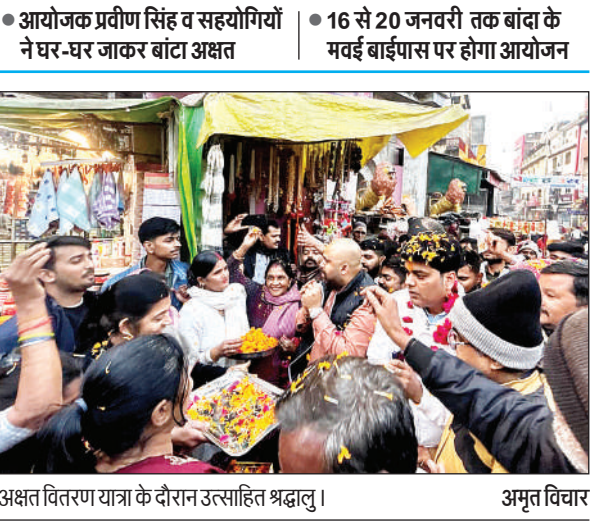 ● आयोजक प्रवीण सिंह व सहयोगियों
ने घर-घर जाकर बांटा अक्षत
● 16 से 20 जनवरी तक बांदा के
मवई बाईपास पर होगा आयोजन
अक्षत वितरण यात्रा के दौरान उत्साहित श्रद्धालु।
अमृत विचार